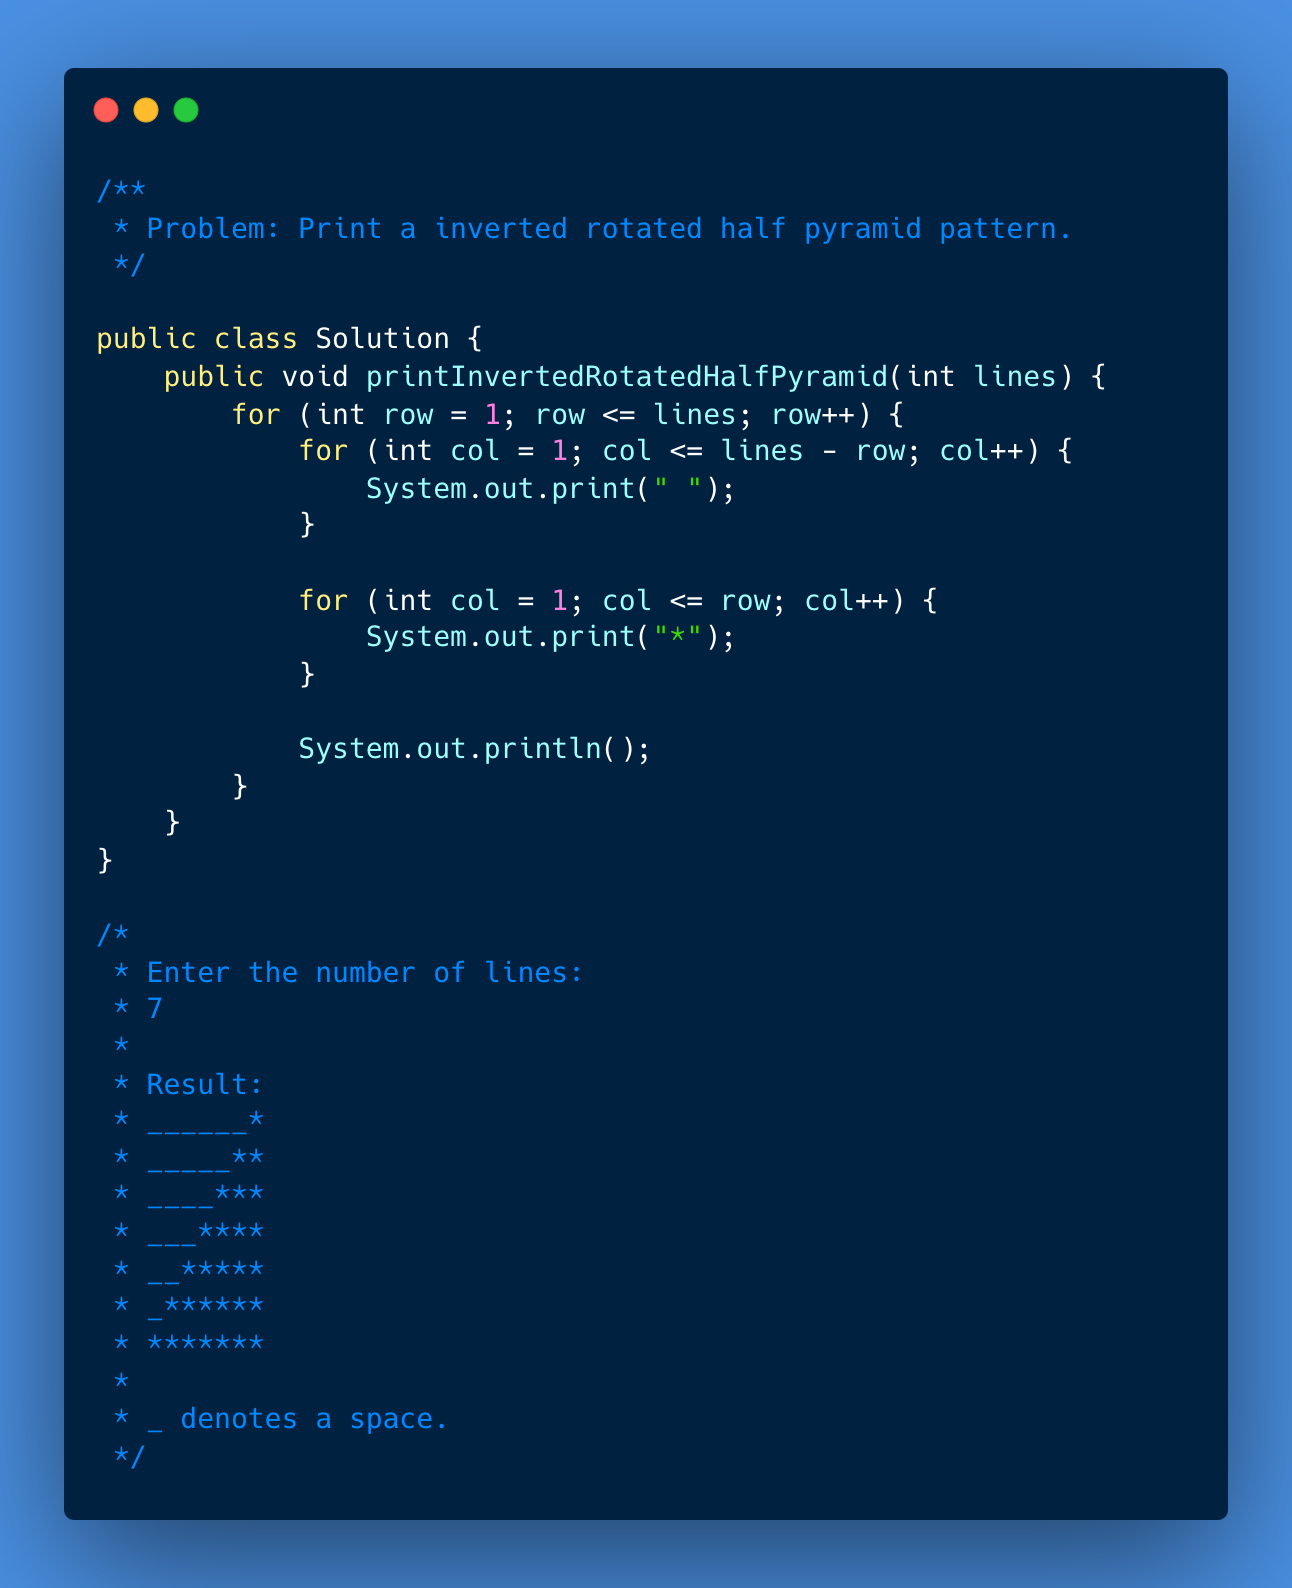 /**
 * Problem: Print a inverted rotated half pyramid pattern.
 */

public class Solution {
    public void printInvertedRotatedHalfPyramid(int lines) {
        for (int row = 1; row <= lines; row++) {
            for (int col = 1; col <= lines - row; col++) {
                System.out.print(" ");
            }

            for (int col = 1; col <= row; col++) {
                System.out.print("*");
            }

            System.out.println();
        }
    }
}

/*
 * Enter the number of lines:
 * 7
 *
 * Result:
 * ______*
 * _____**
 * ____***
 * ___****
 * __*****
 * _******
 * *******
 *
 * _ denotes a space.
 */